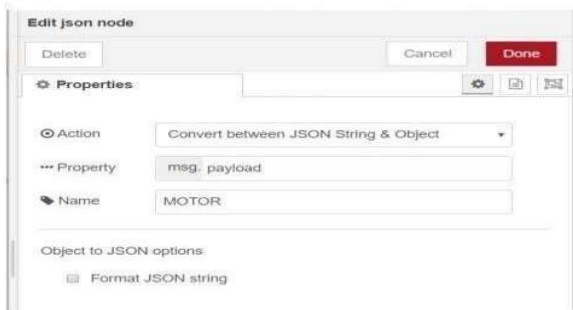 Edit json node
Delete Cancel Done
Properties
Action Convert between JSON String & Object
Property msg. payload
Name MOTOR
Object to JSON options
Format JSON string